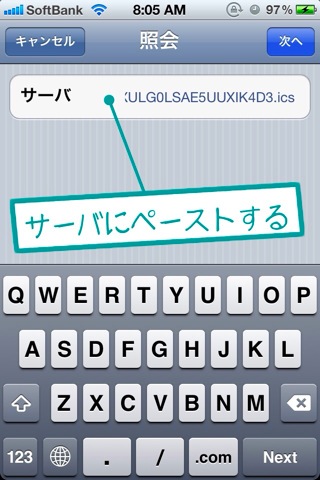 SoftBank 8:05 AM 97%
キャンセル 照会 次へ
サーバ XULG0LSAE5UUXIK4D3.ics
サーバにペーストする
Q W E R T Y U I O P
A S D F G H J K L
Z X C V B N M
123 . / .com Next